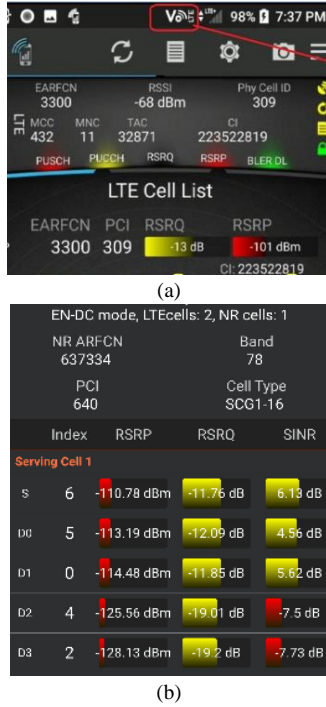 98% 7:37 PM
EARFCN RSSI Phy Cell ID
3300 -68 dBm 309
LTE
MCC MNC TAC CI
432 11 32871 223522819
PUSCH PUCCH RSRQ RSRP BLER DL
LTE Cell List
EARFCN PCI RSRQ RSRP
3300 309 -13 dB -101 dBm
CI: 223522819
(a)
EN-DC mode, LTEcells: 2, NR cells: 1
NR ARFCN Band
637334 78
PCI Cell Type
640 SCG1-16
Index RSRP RSRQ SINR
Serving Cell 1
S 6 -110.78 dBm -11.76 dB 6.13 dB
D0 5 -113.19 dBm -12.09 dB 4.56 dB
D1 0 -114.48 dBm -11.85 dB 5.62 dB
D2 4 -125.56 dBm -19.01 dB -7.5 dB
D3 2 -128.13 dBm -19.2 dB -7.73 dB
(b)